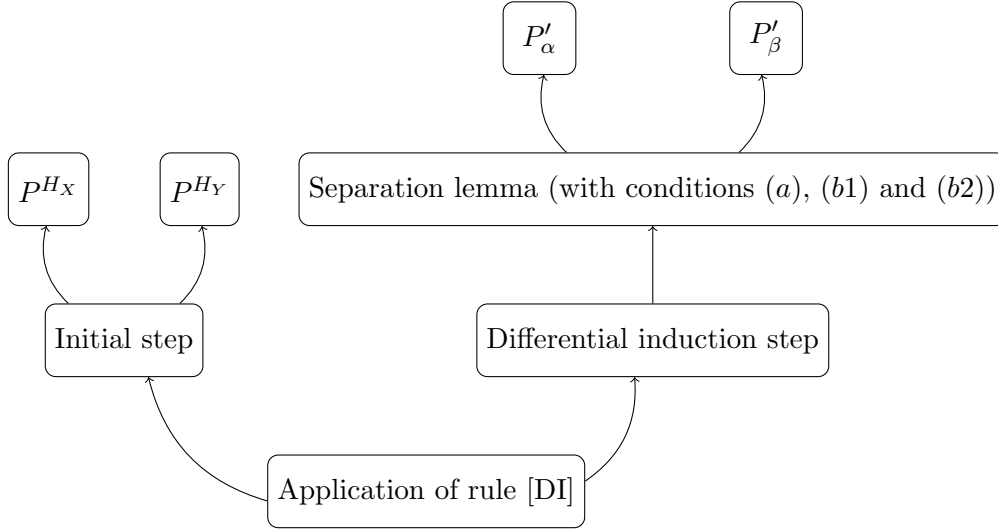 P′α
P′β
P^{H_X}
P^{H_Y}
Separation lemma (with conditions (a), (b1) and (b2))
Initial step
Differential induction step
Application of rule [DI]